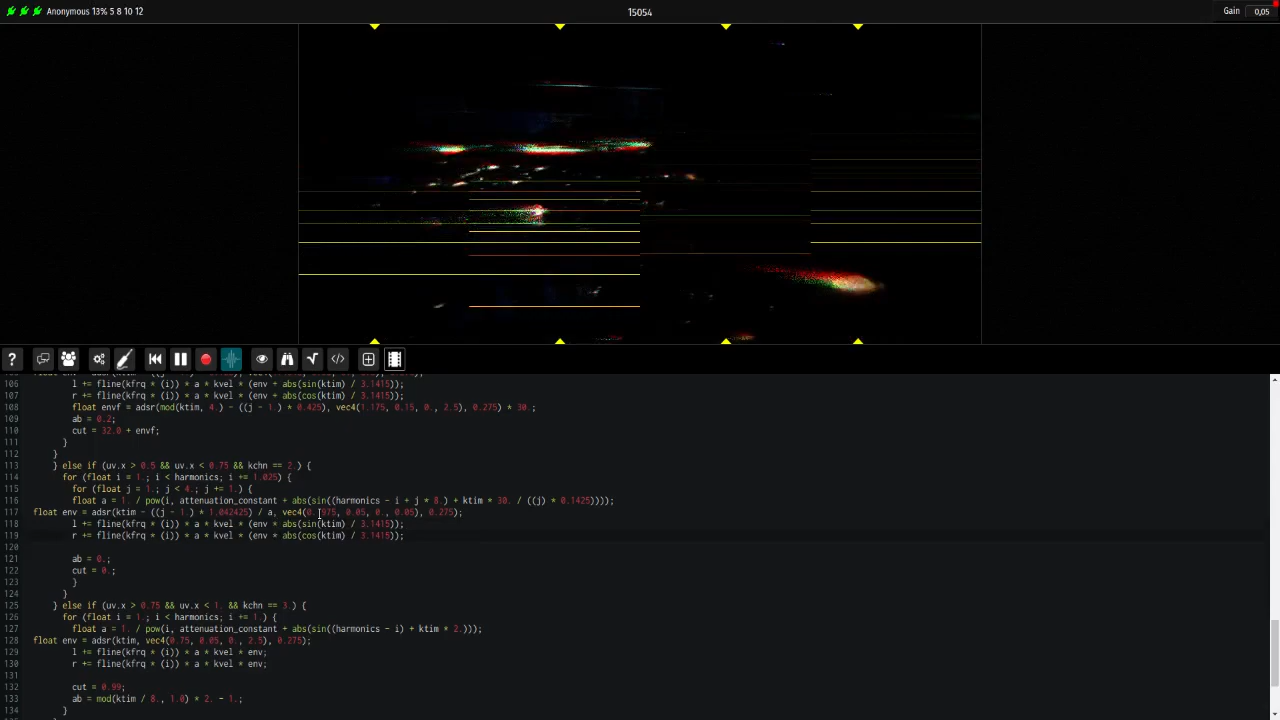 Anonymous 13% 5 8 10 12
15054
Gain 0,05
106 l += fline(kfrq * (i)) * a * kvel * (env + abs(sin(ktim) / 3.1415));
107 r += fline(kfrq * (i)) * a * kvel * (env + abs(cos(ktim) / 3.1415));
108 float envf = adsr(mod(ktim, 4.) - ((j - 1.) * 0.425), vec4(1.175, 0.15, 0., 2.5), 0.275) * 30.;
109 ab = 0.2;
110 cut = 32.0 + envf;
111 }
112 }
113 } else if (uv.x > 0.5 && uv.x < 0.75 && kchn == 2.) {
114 for (float i = 1.; i < harmonics; i += 1.025) {
115 for (float j = 1.; j < 4.; j += 1.) {
116 float a = 1. / pow(i, attenuation_constant + abs(sin((harmonics - i + j * 8.) + ktim * 30. / ((j) * 0.1425))));
117 float env = adsr(ktim - ((j - 1.) * 1.042425) / a, vec4(0. 975, 0.05, 0., 0.05), 0.275);
118 l += fline(kfrq * (i)) * a * kvel * (env * abs(sin(ktim) / 3.1415));
119 r += fline(kfrq * (i)) * a * kvel * (env * abs(cos(ktim) / 3.1415));
120
121 ab = 0.;
122 cut = 0.;
123 }
124 }
125 } else if (uv.x > 0.75 && uv.x < 1. && kchn == 3.) {
126 for (float i = 1.; i < harmonics; i += 1.) {
127 float a = 1. / pow(i, attenuation_constant + abs(sin((harmonics - i) + ktim * 2.)));
128 float env = adsr(ktim, vec4(0.75, 0.05, 0., 2.5), 0.275);
129 l += fline(kfrq * (i)) * a * kvel * env;
130 r += fline(kfrq * (i)) * a * kvel * env;
131
132 cut = 0.99;
133 ab = mod(ktim / 8., 1.0) * 2. - 1.;
134 }